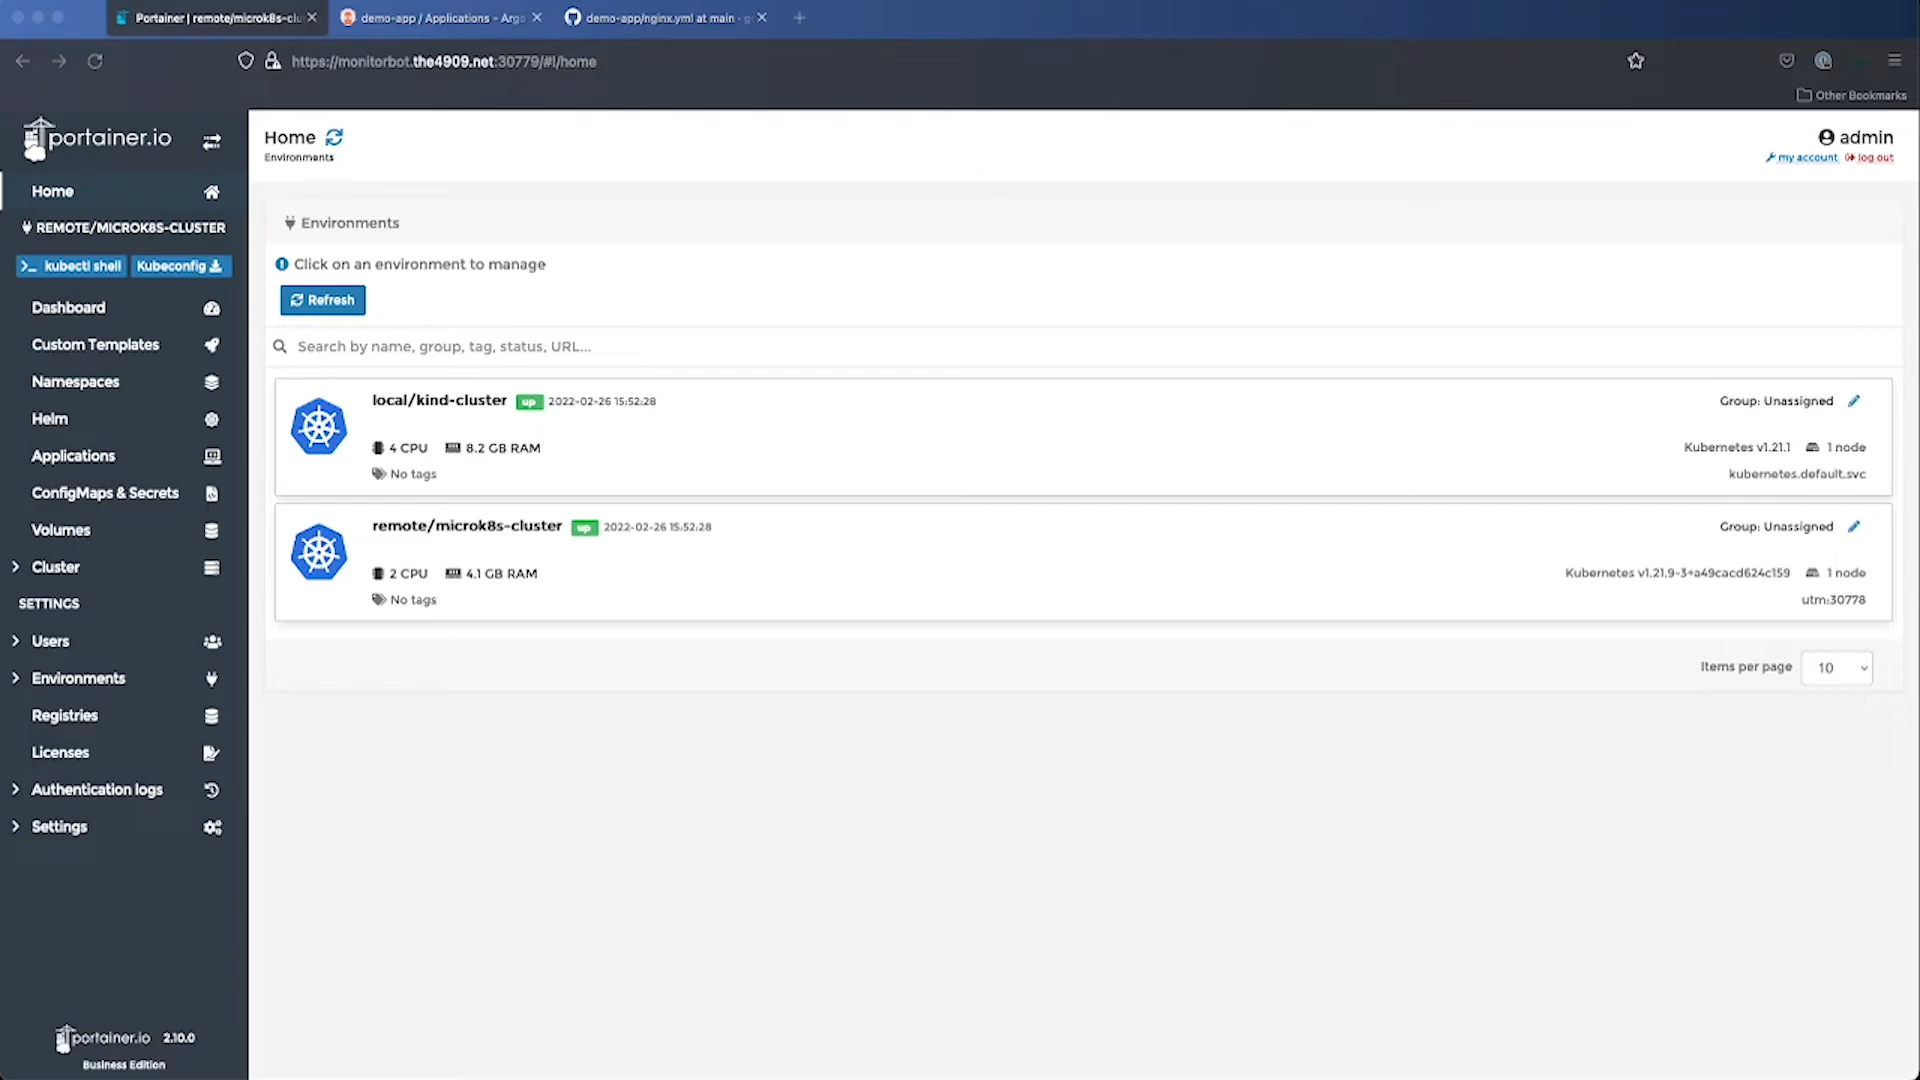 Portainer | remote/microk8s-clu
demo-app / Applications - Argo
demo-app/nginx.yml at main · g
https://monitorbot.the4909.net:30779/#!/home
Other Bookmarks
portainer.io
Home
Environments
admin
my account log out
Home
REMOTE/MICROK8S-CLUSTER
>_ kubectl shell
Kubeconfig
Dashboard
Custom Templates
Namespaces
Helm
Applications
ConfigMaps & Secrets
Volumes
Cluster
SETTINGS
Users
Environments
Registries
Licenses
Authentication logs
Settings
portainer.io 2.10.0
Business Edition
Environments
Click on an environment to manage
Refresh
Search by name, group, tag, status, URL...
local/kind-cluster up 2022-02-26 15:52:28
Group: Unassigned
4 CPU 8.2 GB RAM
Kubernetes v1.21.1 1 node
No tags
kubernetes.default.svc
remote/microk8s-cluster up 2022-02-26 15:52:28
Group: Unassigned
2 CPU 4.1 GB RAM
Kubernetes v1.21.9-3+a49cacd624c159 1 node
No tags
utm:30778
Items per page 10